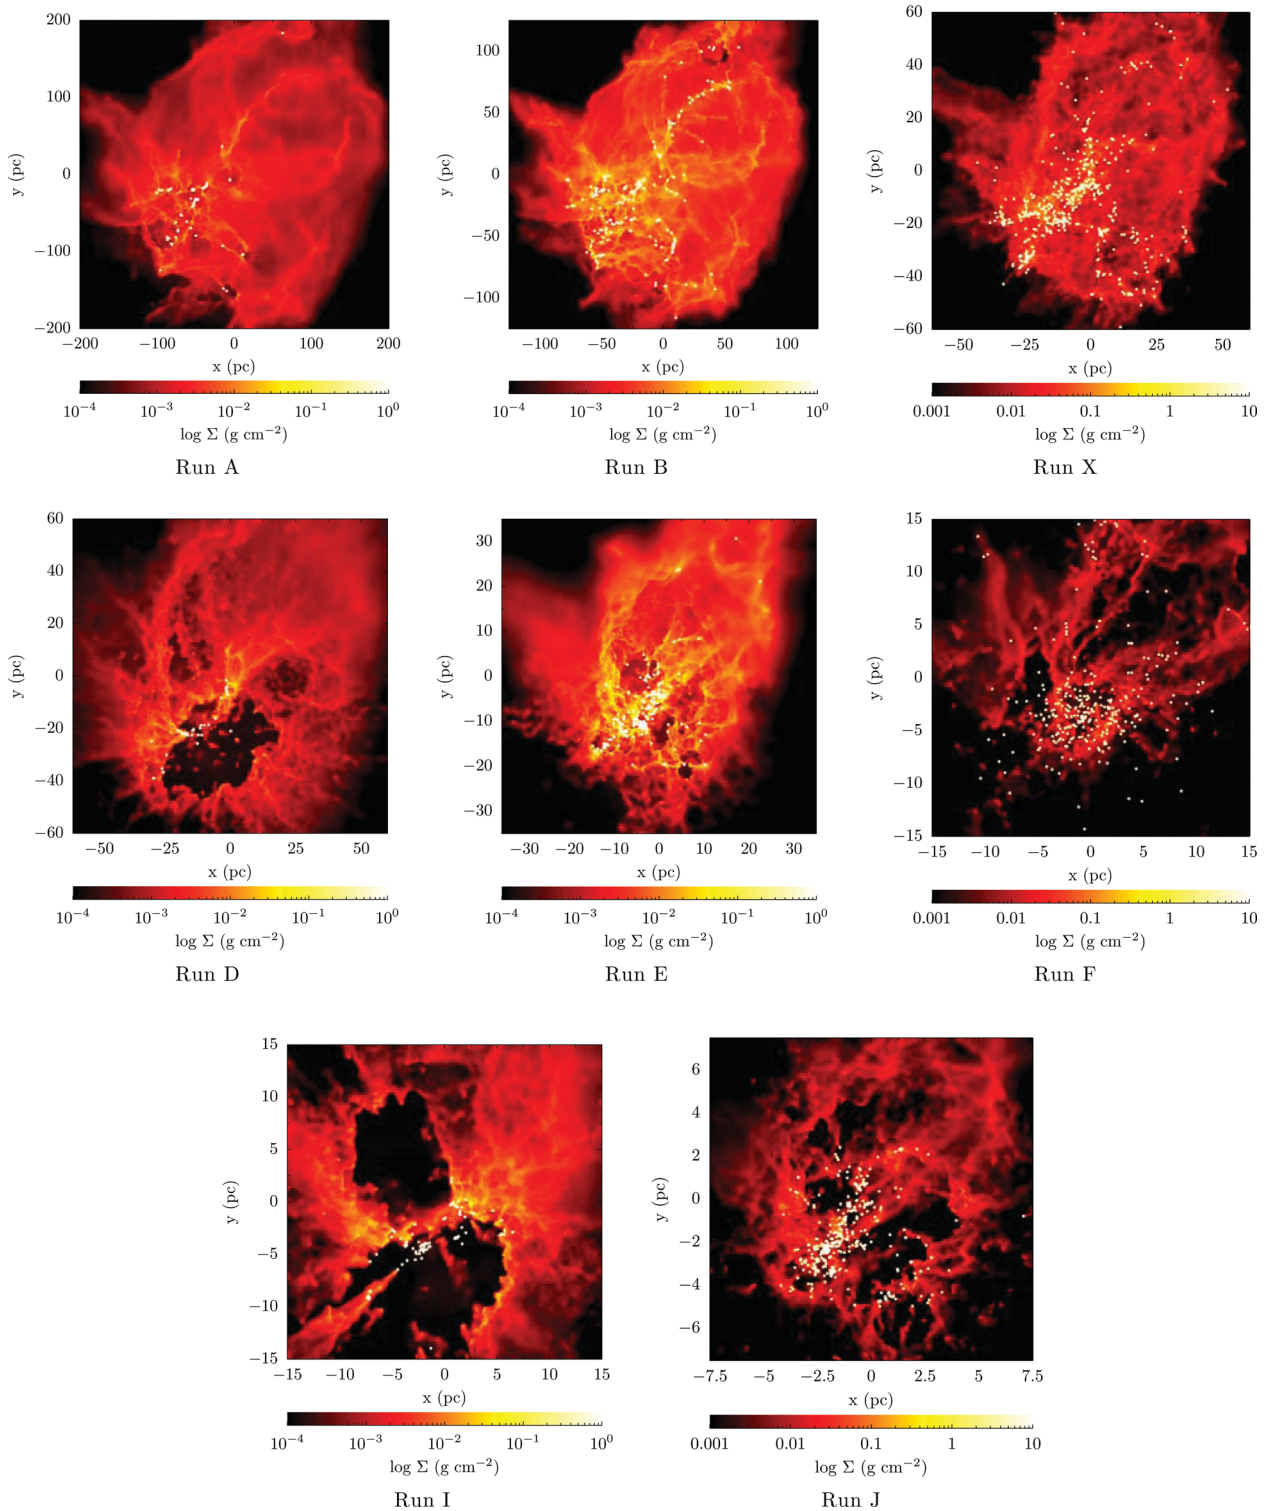 200
100
0
−100
−200
y (pc)
−200 −100 0 100 200
x (pc)
10⁻⁴ 10⁻³ 10⁻² 10⁻¹ 10⁰
log Σ (g cm⁻²)
Run A
100
50
0
−50
−100
y (pc)
−100 −50 0 50 100
x (pc)
10⁻⁴ 10⁻³ 10⁻² 10⁻¹ 10⁰
log Σ (g cm⁻²)
Run B
60
40
20
0
−20
−40
−60
y (pc)
−50 −25 0 25 50
x (pc)
0.001 0.01 0.1 1 10
log Σ (g cm⁻²)
Run X
60
40
20
0
−20
−40
−60
y (pc)
−50 −25 0 25 50
x (pc)
10⁻⁴ 10⁻³ 10⁻² 10⁻¹ 10⁰
log Σ (g cm⁻²)
Run D
30
20
10
0
−10
−20
−30
y (pc)
−30 −20 −10 0 10 20 30
x (pc)
10⁻⁴ 10⁻³ 10⁻² 10⁻¹ 10⁰
log Σ (g cm⁻²)
Run E
15
10
5
0
−5
−10
−15
y (pc)
−15 −10 −5 0 5 10 15
x (pc)
0.001 0.01 0.1 1 10
log Σ (g cm⁻²)
Run F
15
10
5
0
−5
−10
−15
y (pc)
−15 −10 −5 0 5 10 15
x (pc)
10⁻⁴ 10⁻³ 10⁻² 10⁻¹ 10⁰
log Σ (g cm⁻²)
Run I
6
4
2
0
−2
−4
−6
y (pc)
−7.5 −5 −2.5 0 2.5 5 7.5
x (pc)
0.001 0.01 0.1 1 10
log Σ (g cm⁻²)
Run J